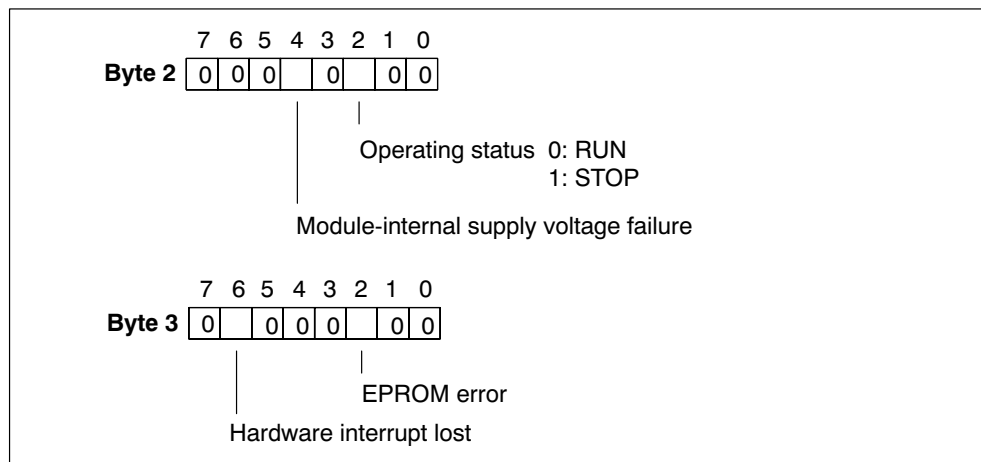 7 6 5 4 3 2 1 0
Byte 2 0 0 0 0 0 0
Operating status 0: RUN
1: STOP
Module-internal supply voltage failure
7 6 5 4 3 2 1 0
Byte 3 0 0 0 0 0 0
EPROM error
Hardware interrupt lost